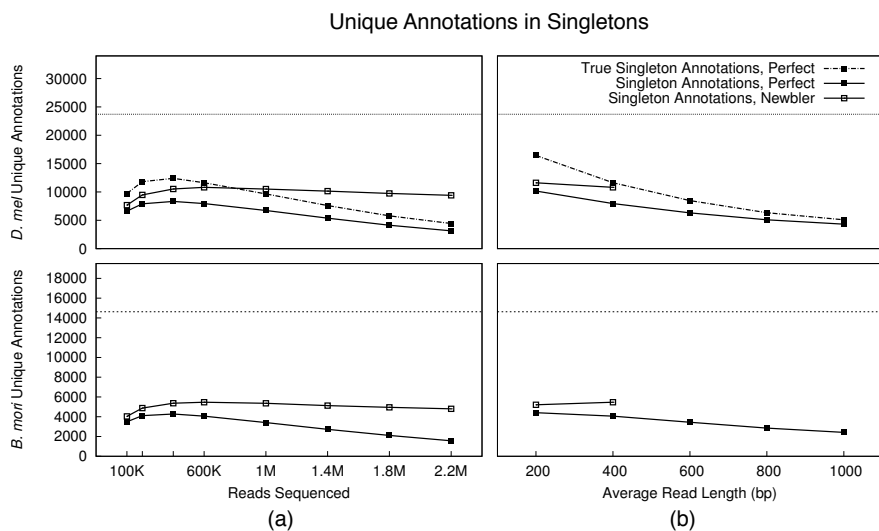 Unique Annotations in Singletons
D. mel Unique Annotations
30000
25000
20000
15000
10000
5000
0
True Singleton Annotations, Perfect
Singleton Annotations, Perfect
Singleton Annotations, Newbler
B. mori Unique Annotations
18000
16000
14000
12000
10000
8000
6000
4000
2000
0
100K 600K 1M 1.4M 1.8M 2.2M
Reads Sequenced
(a)
200 400 600 800 1000
Average Read Length (bp)
(b)